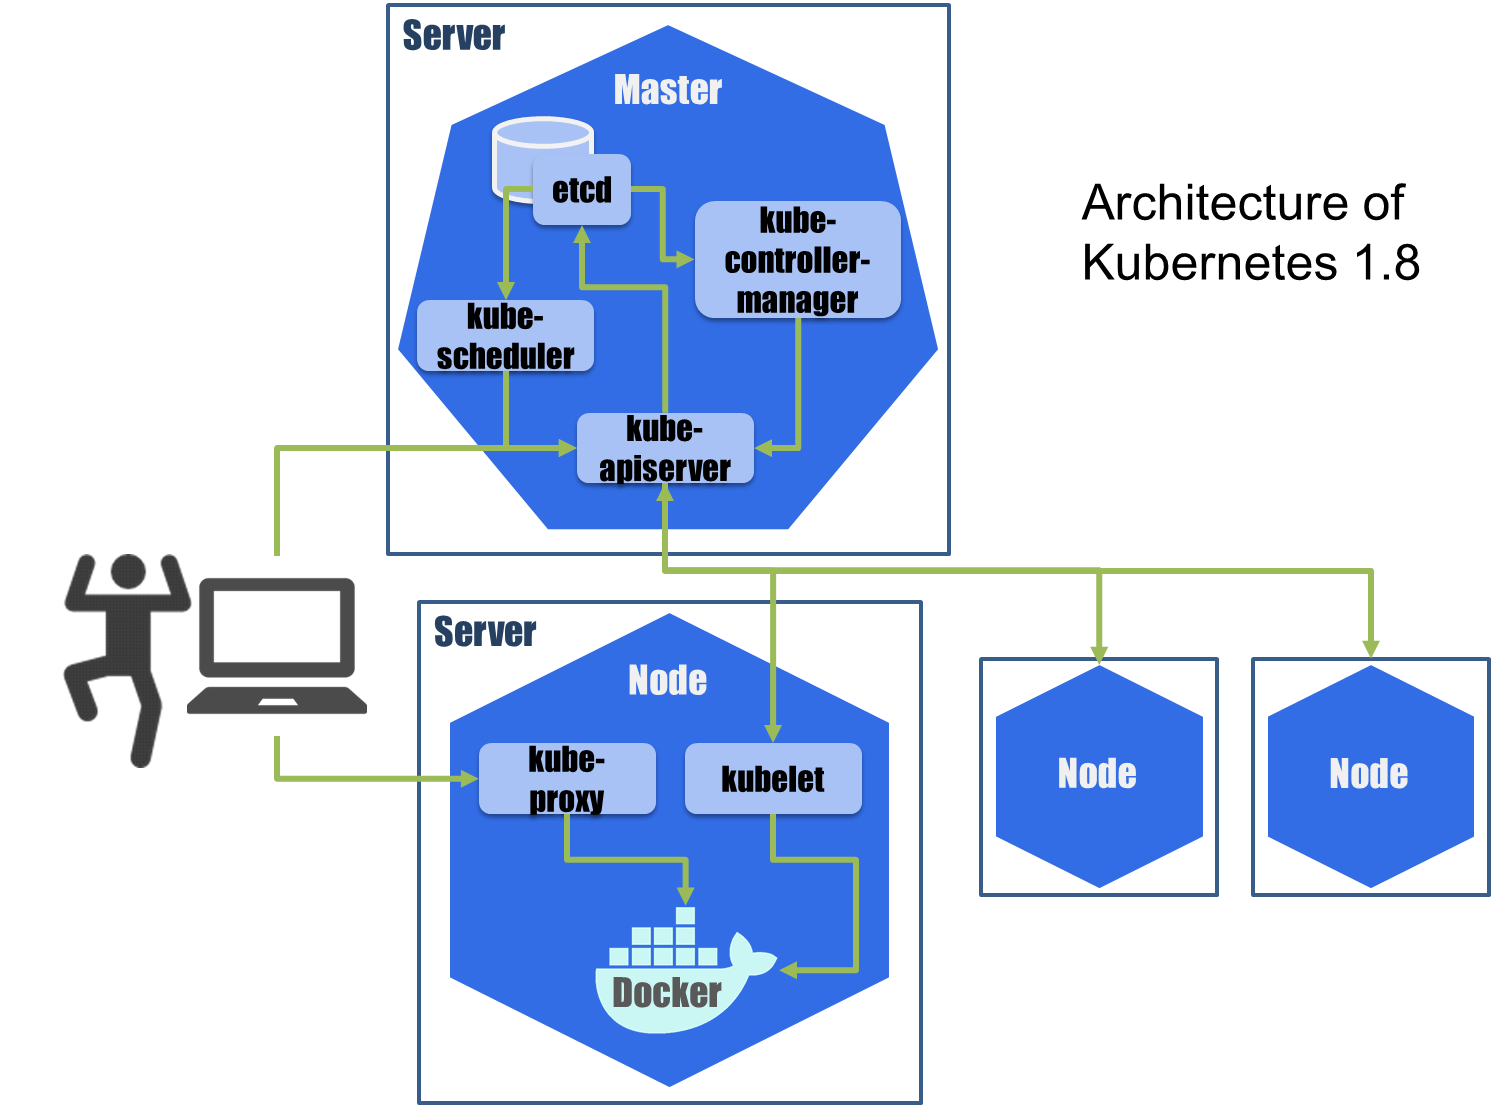 Server
Master
etcd
kube-
controller-
manager
kube-
scheduler
kube-
apiserver
Architecture of
Kubernetes 1.8
Server
Node
kube-
proxy
kubelet
Docker
Node
Node